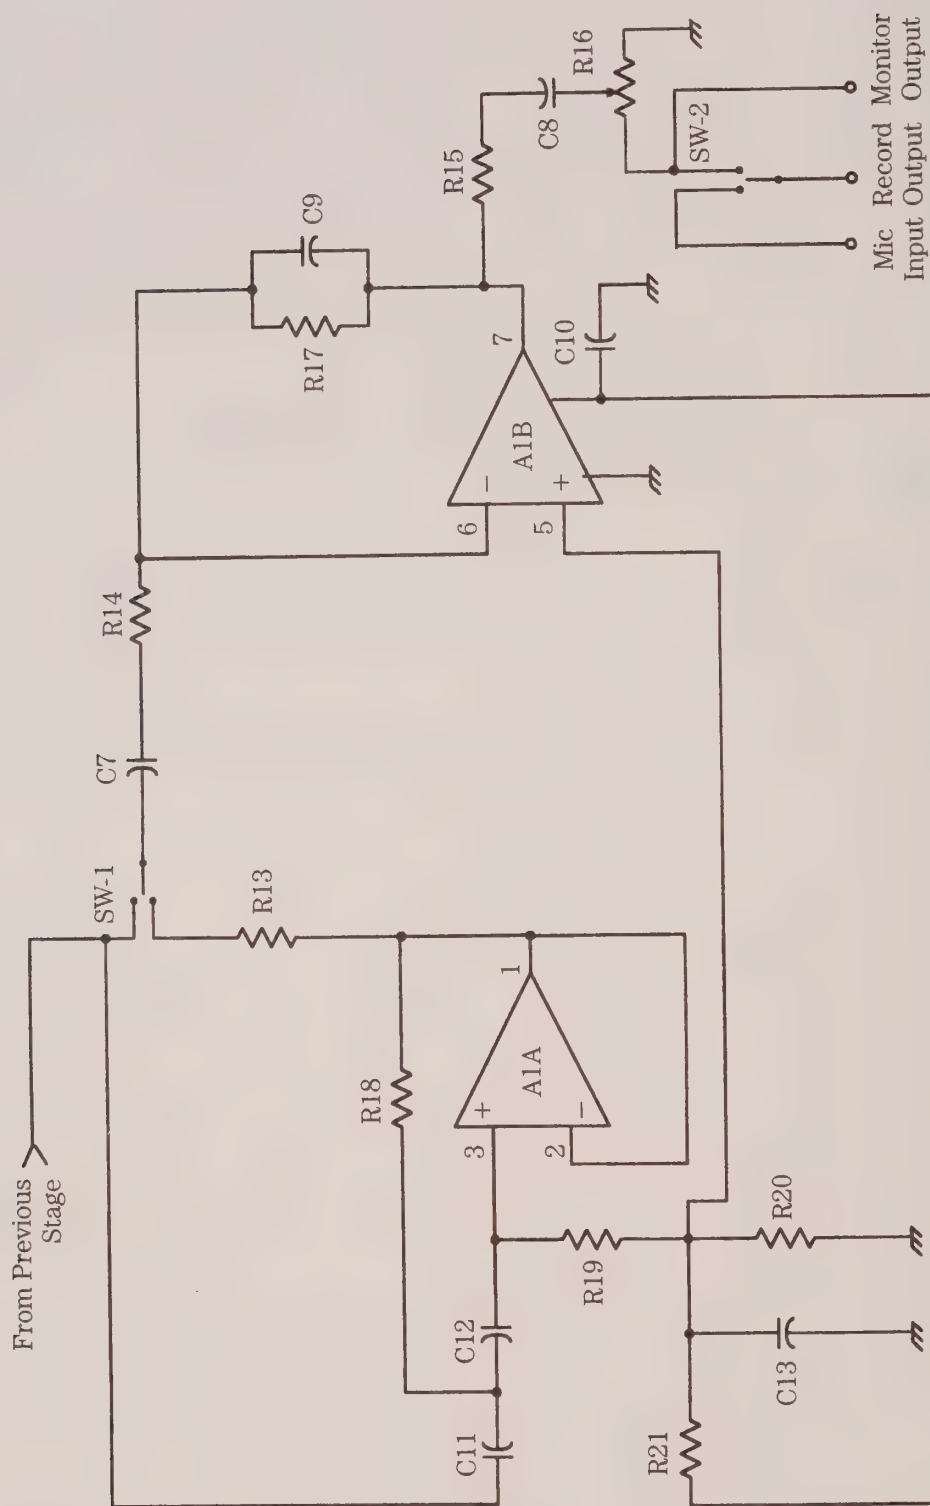 From Previous
Stage
SW-1
C7
R14
R13
R17
C9
R18
R15
C11
C12
3
+
1
6
−
7
A1A
A1B
C8
2
−
5
+
C10
R16
R19
R21
SW-2
C13
R20
Mic Record Monitor
Input Output Output